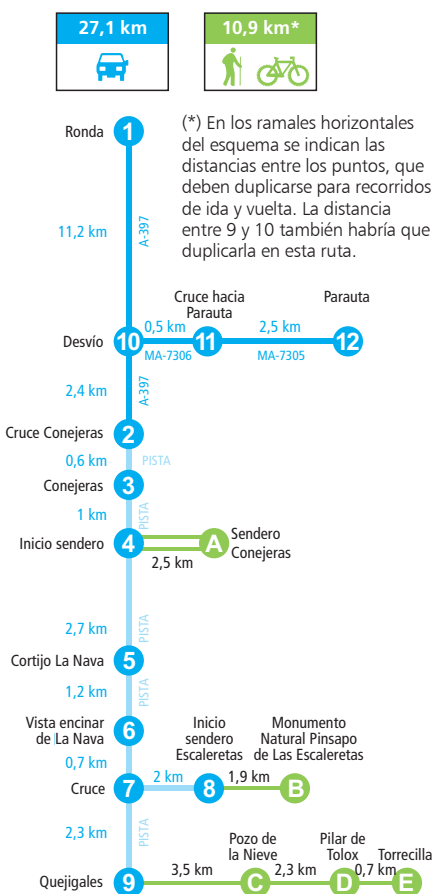 27,1 km
10,9 km*
(*) En los ramales horizontales
del esquema se indican las
distancias entre los puntos, que
deben duplicarse para recorridos
de ida y vuelta. La distancia
entre 9 y 10 también habría que
duplicarla en esta ruta.
Ronda 1
11,2 km A-397
Cruce hacia
Parauta
Parauta
Desvío 10 0,5 km 11 2,5 km 12
MA-7306 MA-7305
2,4 km A-397
Cruce Conejeras 2
0,6 km PISTA
Conejeras 3
1 km PISTA
Inicio sendero 4 A Sendero
Conejeras
2,5 km
2,7 km PISTA
Cortijo La Nava 5
1,2 km PISTA
Vista encinar
de La Nava
6
Inicio
sendero
Escaleretas
Monumento
Natural Pinsapo
de Las Escaleretas
0,7 km
Cruce 7 2 km 8 1,9 km B
2,3 km PISTA
Pozo de
la Nieve
Pilar de
Tolox
Torrecilla
Quejigales 9 3,5 km C 2,3 km D 0,7 km E